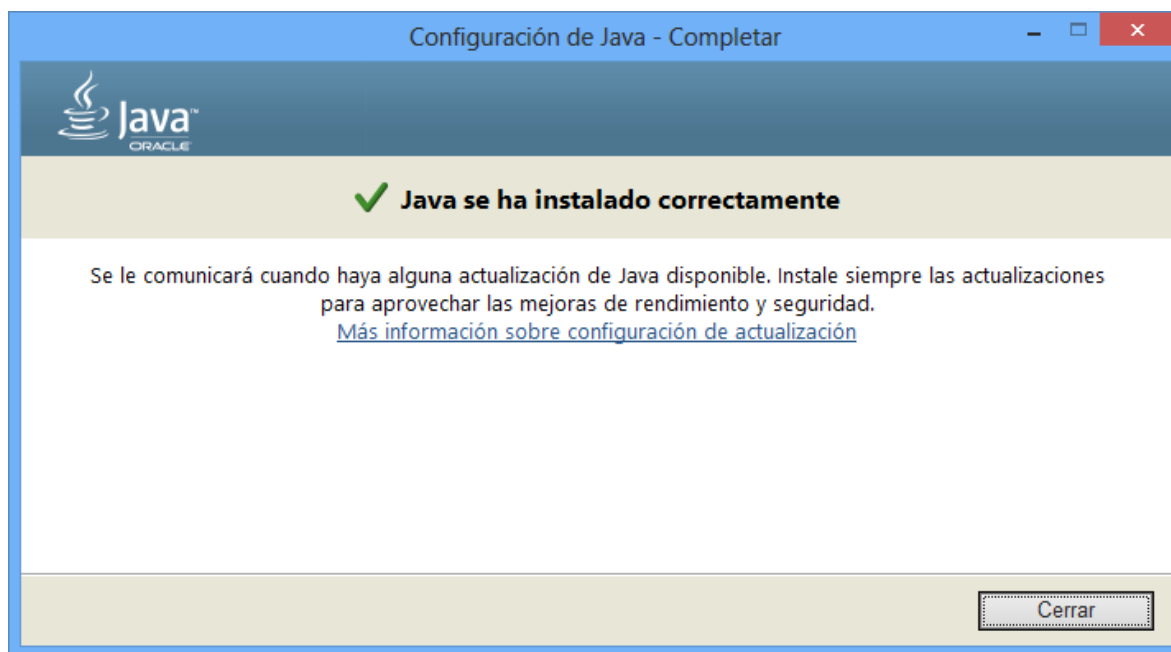 Configuración de Java - Completar
Java™
ORACLE
Java se ha instalado correctamente
Se le comunicará cuando haya alguna actualización de Java disponible. Instale siempre las actualizaciones
para aprovechar las mejoras de rendimiento y seguridad.
Más información sobre configuración de actualización
Cerrar